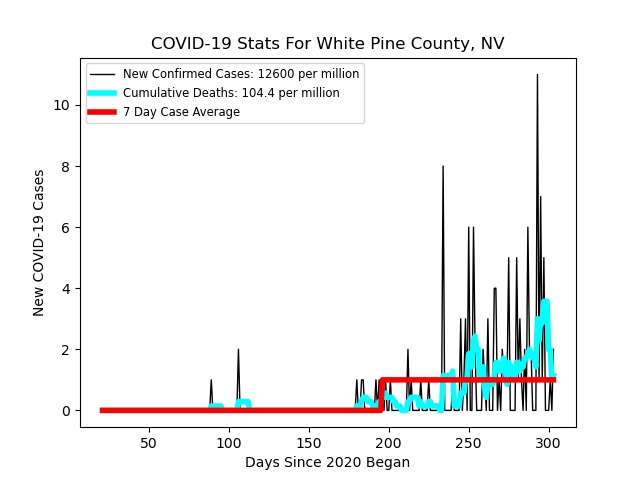 COVID-19 Stats For White Pine County, NV
New Confirmed Cases: 12600 per million
Cumulative Deaths: 104.4 per million
7 Day Case Average
New COVID-19 Cases
10
8
6
4
2
0
50 100 150 200 250 300
Days Since 2020 Began